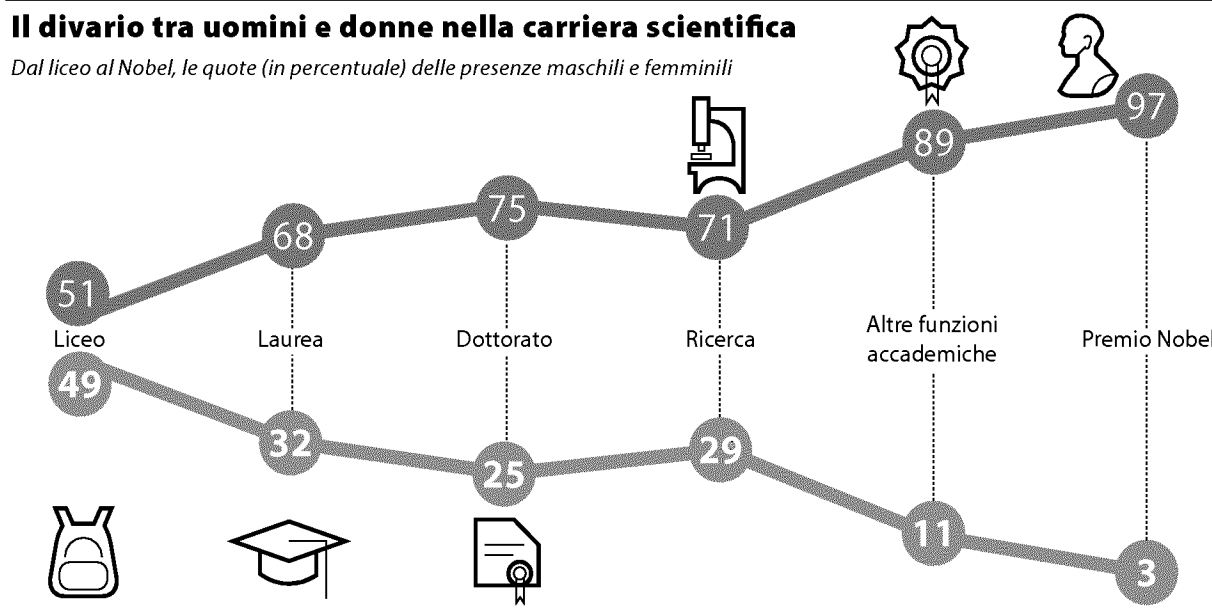 Il divario tra uomini e donne nella carriera scientifica
Dal liceo al Nobel, le quote (in percentuale) delle presenze maschili e femminili
51
68
75
71
89
97
Liceo
Laurea
Dottorato
Ricerca
Altre funzioni
accademiche
Premio Nobel
49
32
25
29
11
3